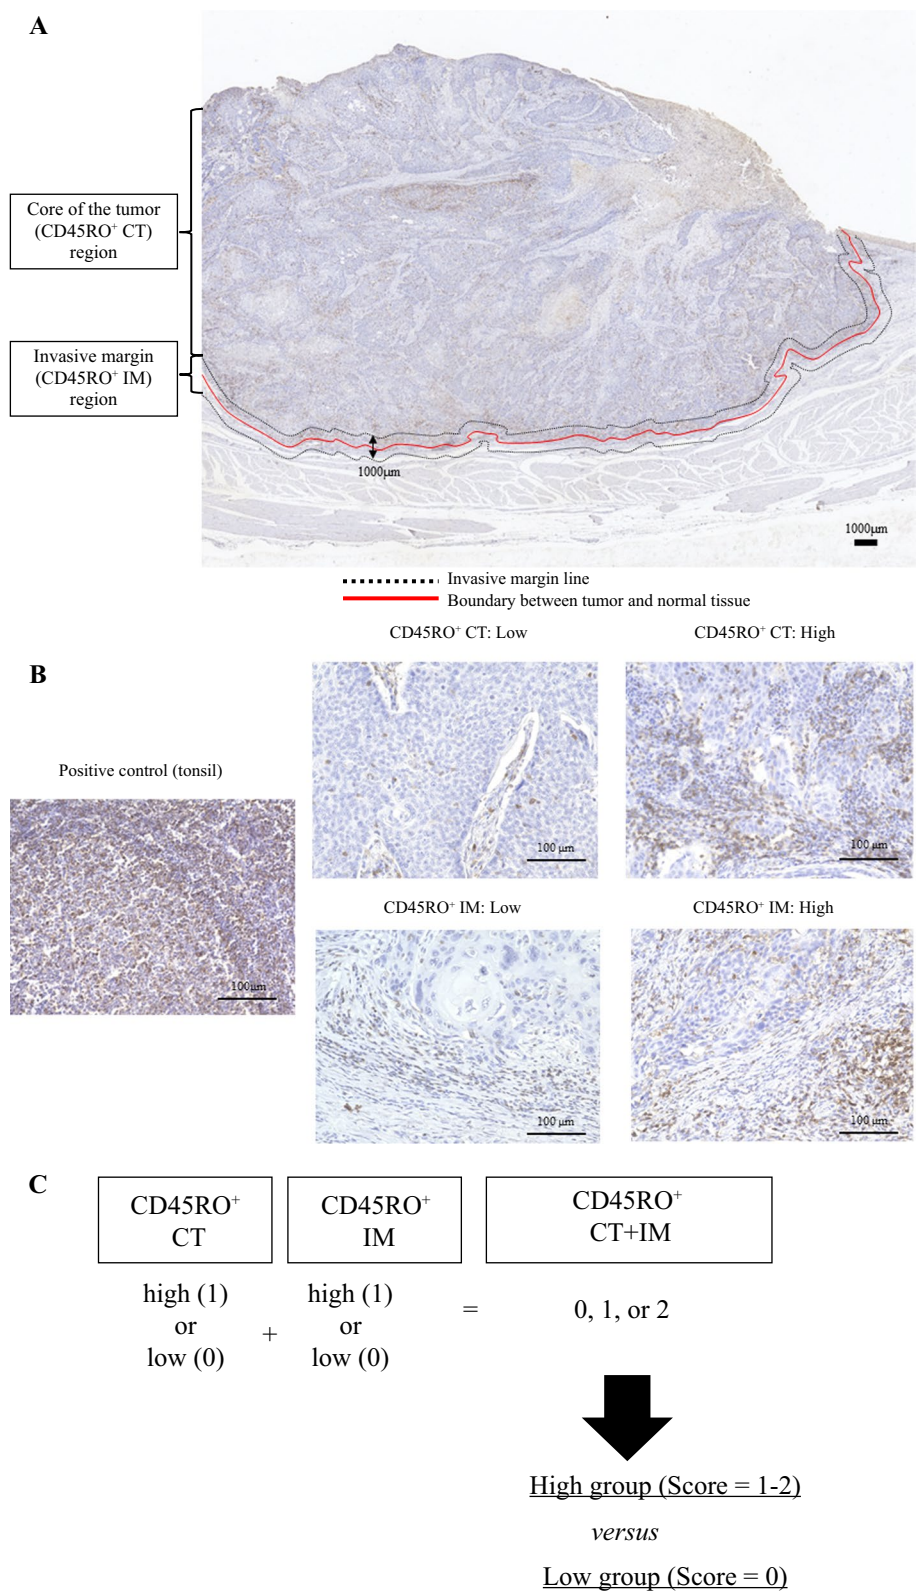 A
Core of the tumor
(CD45RO⁺ CT)
region
Invasive margin
(CD45RO⁺ IM)
region
1000μm
1000μm
Invasive margin line
Boundary between tumor and normal tissue
B
CD45RO⁺ CT: Low
CD45RO⁺ CT: High
Positive control (tonsil)
100 μm
100 μm
100μm
CD45RO⁺ IM: Low
CD45RO⁺ IM: High
100 μm
100 μm
C
CD45RO⁺
CT
CD45RO⁺
IM
CD45RO⁺
CT+IM
high (1)
or
low (0)
+
high (1)
or
low (0)
=
0, 1, or 2
High group (Score = 1-2)
versus
Low group (Score = 0)